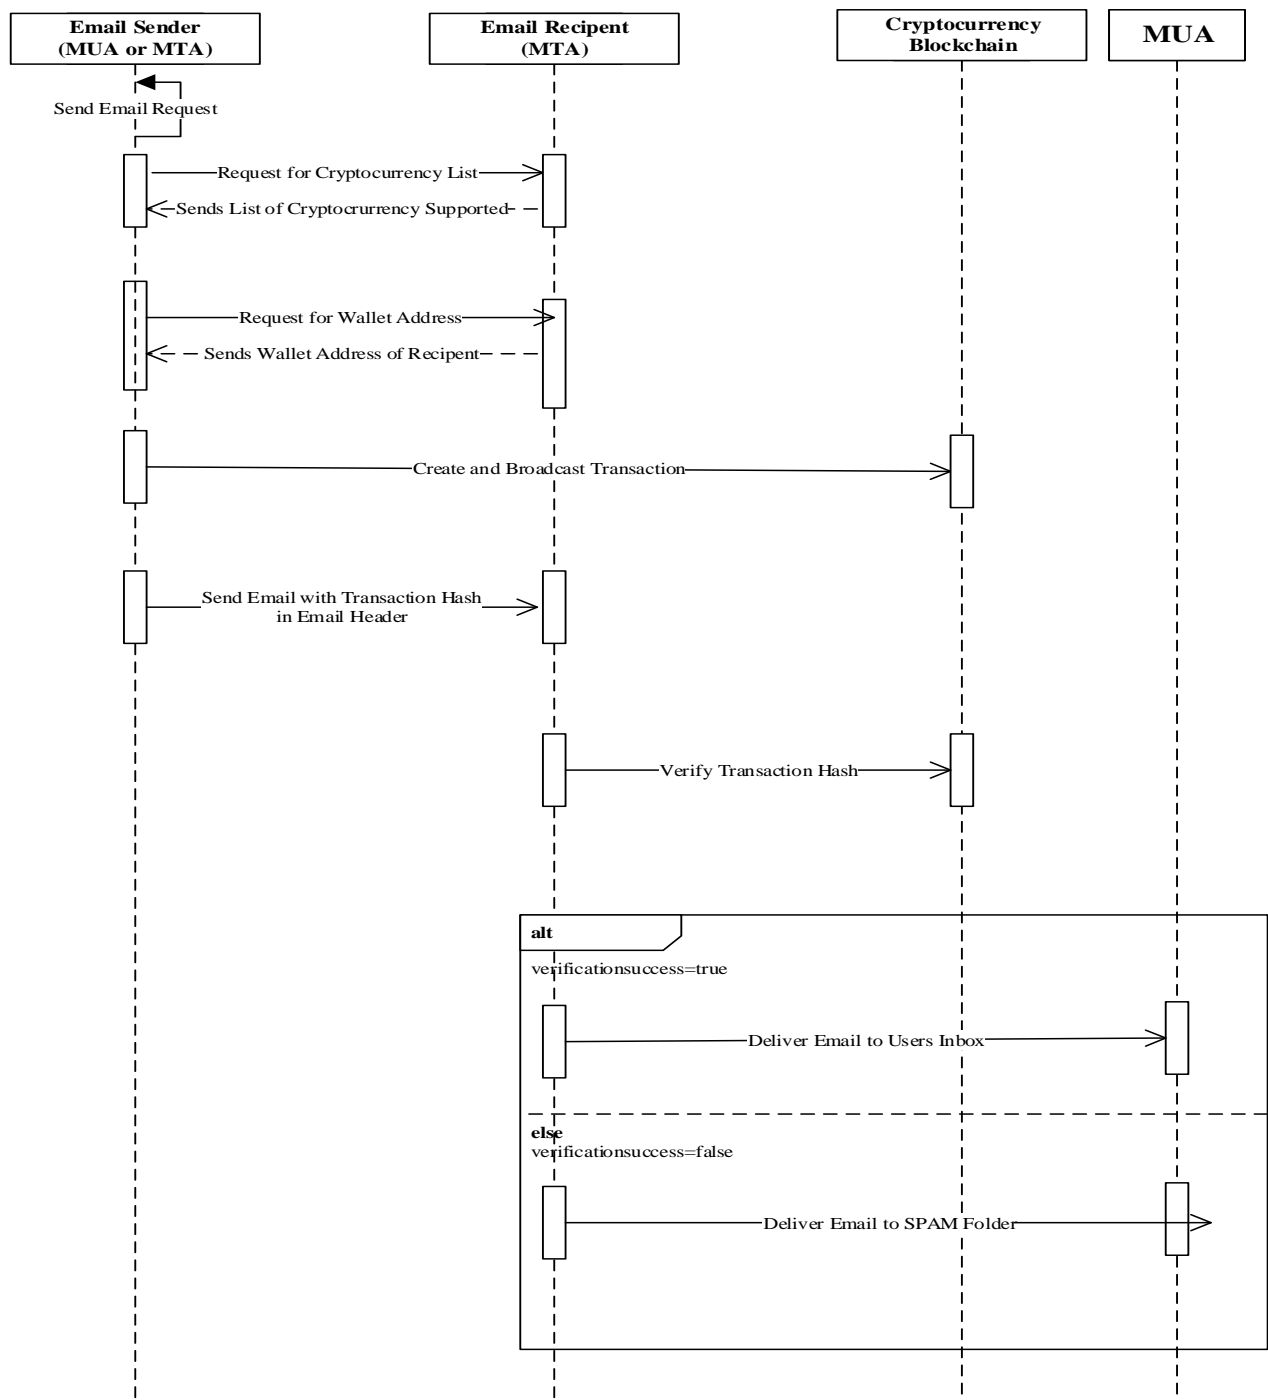 Email Sender
(MUA or MTA)
Email Recipent
(MTA)
Cryptocurrency
Blockchain
MUA
Send Email Request
Request for Cryptocurrency List
Sends List of Cryptocrurrency Supported
Request for Wallet Address
Sends Wallet Address of Recipent
Create and Broadcast Transaction
Send Email with Transaction Hash
in Email Header
Verify Transaction Hash
alt
verificationsuccess=true
Deliver Email to Users Inbox
else
verificationsuccess=false
Deliver Email to SPAM Folder